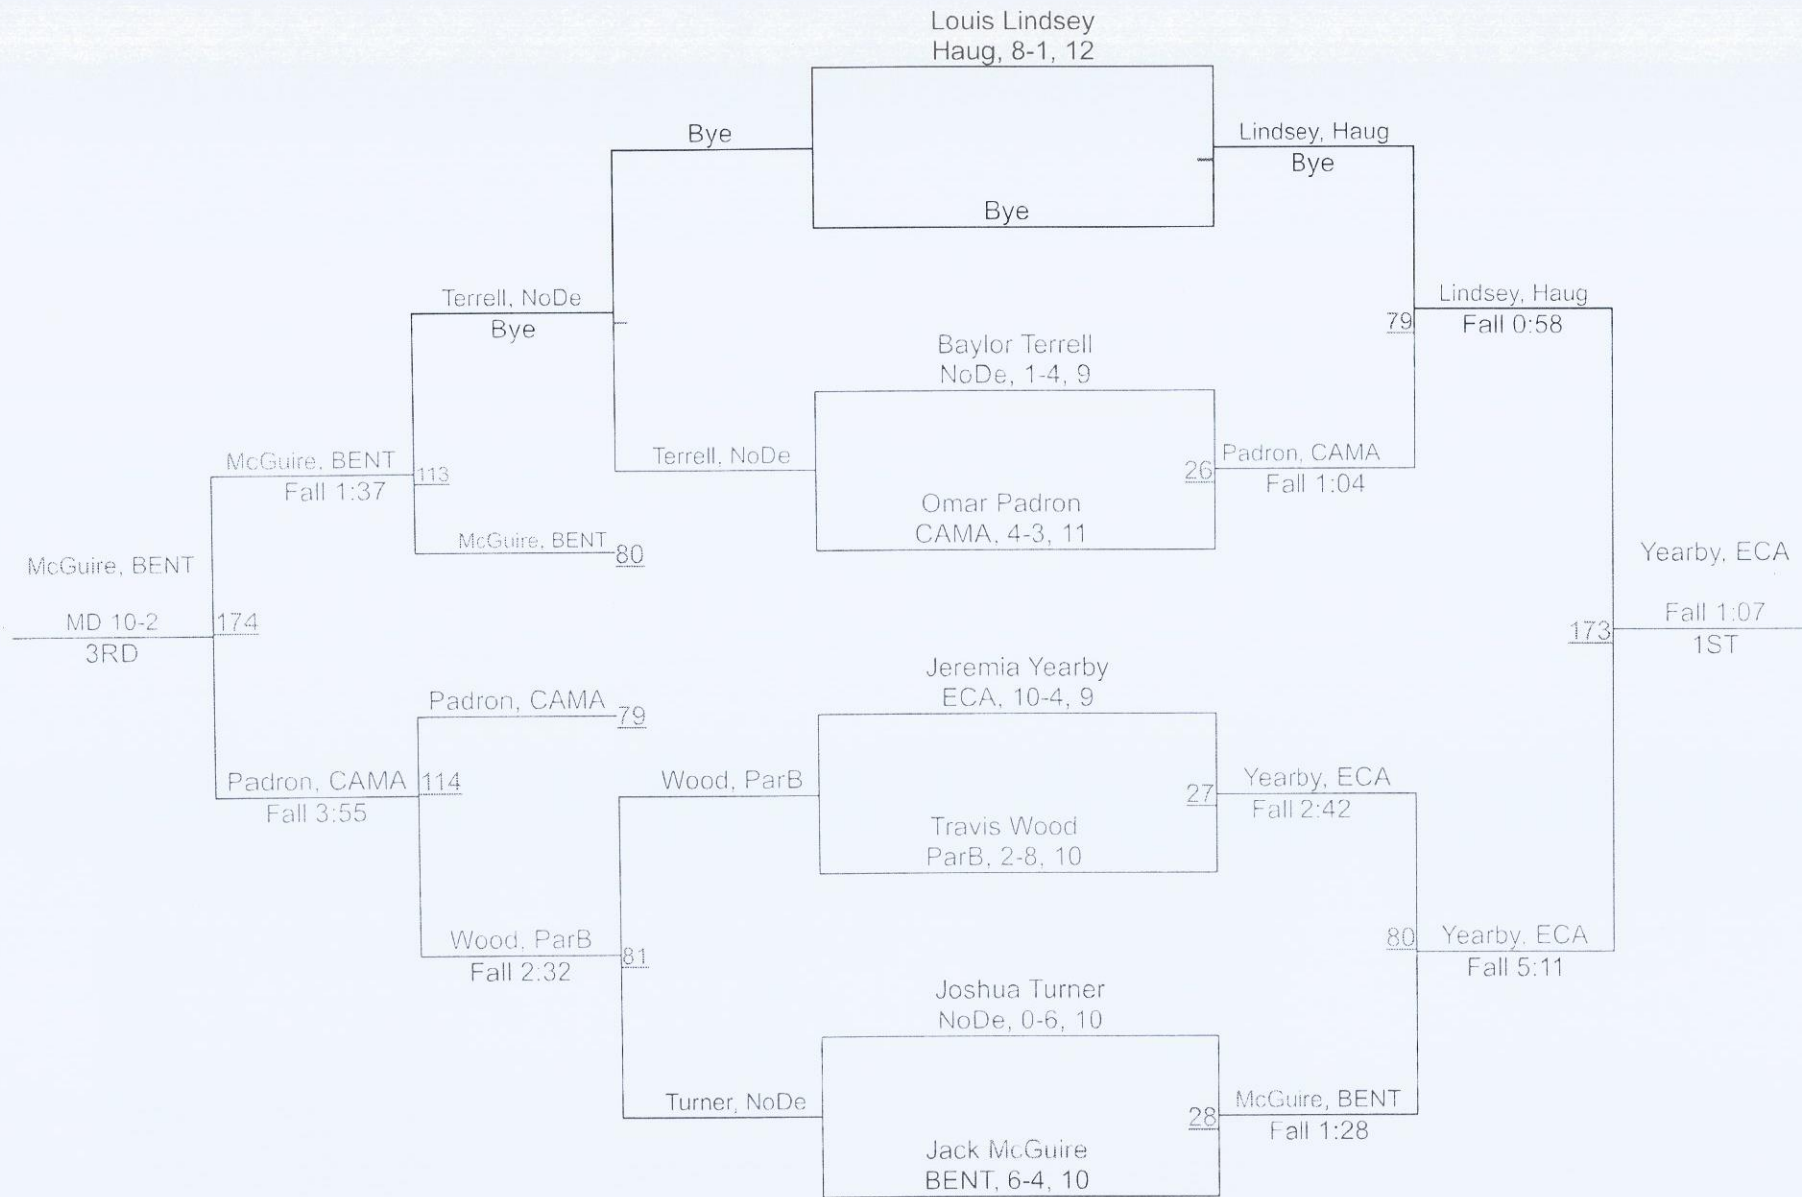 Louis Lindsey
Haug, 8-1, 12
Bye
Lindsey, Haug
Bye
Bye
Terrell, NoDe
Bye
Lindsey, Haug
79
Fall 0:58
Baylor Terrell
NoDe, 1-4, 9
McGuire, BENT
113
Fall 1:37
Terrell, NoDe
26
Padron, CAMA
Fall 1:04
Omar Padron
CAMA, 4-3, 11
McGuire, BENT
80
McGuire, BENT
Yearby, ECA
MD 10-2
174
3RD
173
Fall 1:07
1ST
Jeremia Yearby
ECA, 10-4, 9
Padron, CAMA
79
Padron, CAMA
114
Fall 3:55
Wood, ParB
27
Yearby, ECA
Fall 2:42
Travis Wood
ParB, 2-8, 10
Wood, ParB
81
Fall 2:32
80
Yearby, ECA
Fall 5:11
Joshua Turner
NoDe, 0-6, 10
Turner, NoDe
28
McGuire, BENT
Fall 1:28
Jack McGuire
BENT, 6-4, 10